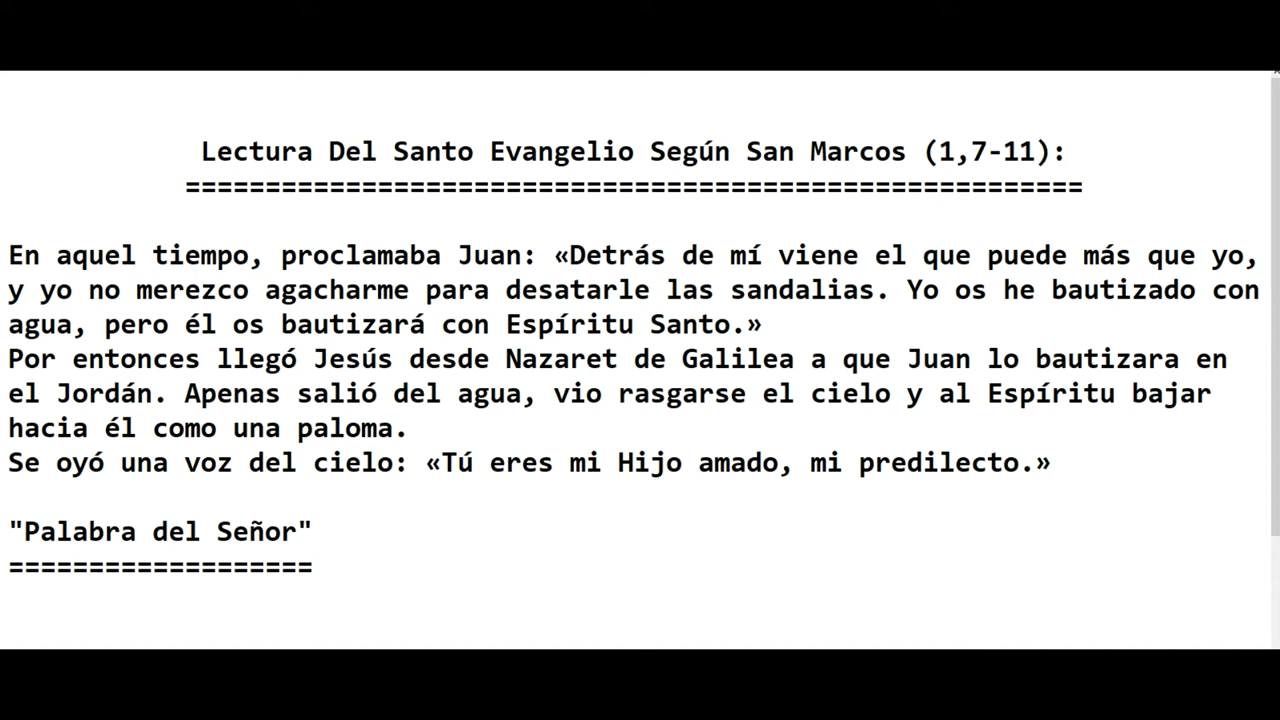 Lectura Del Santo Evangelio Según San Marcos (1,7-11):
========================================================
En aquel tiempo, proclamaba Juan: «Detrás de mí viene el que puede más que yo,
y yo no merezco agacharme para desatarle las sandalias. Yo os he bautizado con
agua, pero él os bautizará con Espíritu Santo.»
Por entonces llegó Jesús desde Nazaret de Galilea a que Juan lo bautizara en
el Jordán. Apenas salió del agua, vio rasgarse el cielo y al Espíritu bajar
hacia él como una paloma.
Se oyó una voz del cielo: «Tú eres mi Hijo amado, mi predilecto.»
"Palabra del Señor"
===================